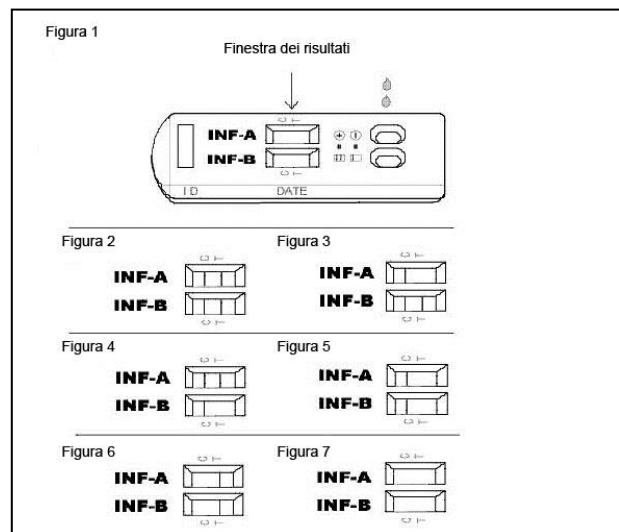 Figura 1
Finestra dei risultati
C T
INF-A
INF-B
C T
ID DATE
Figura 2 Figura 3
C T C T
INF-A INF-A
INF-B INF-B
C T C T
Figura 4 Figura 5
C T C T
INF-A INF-A
INF-B INF-B
C T C T
Figura 6 Figura 7
C T C T
INF-A INF-A
INF-B INF-B
C T C T